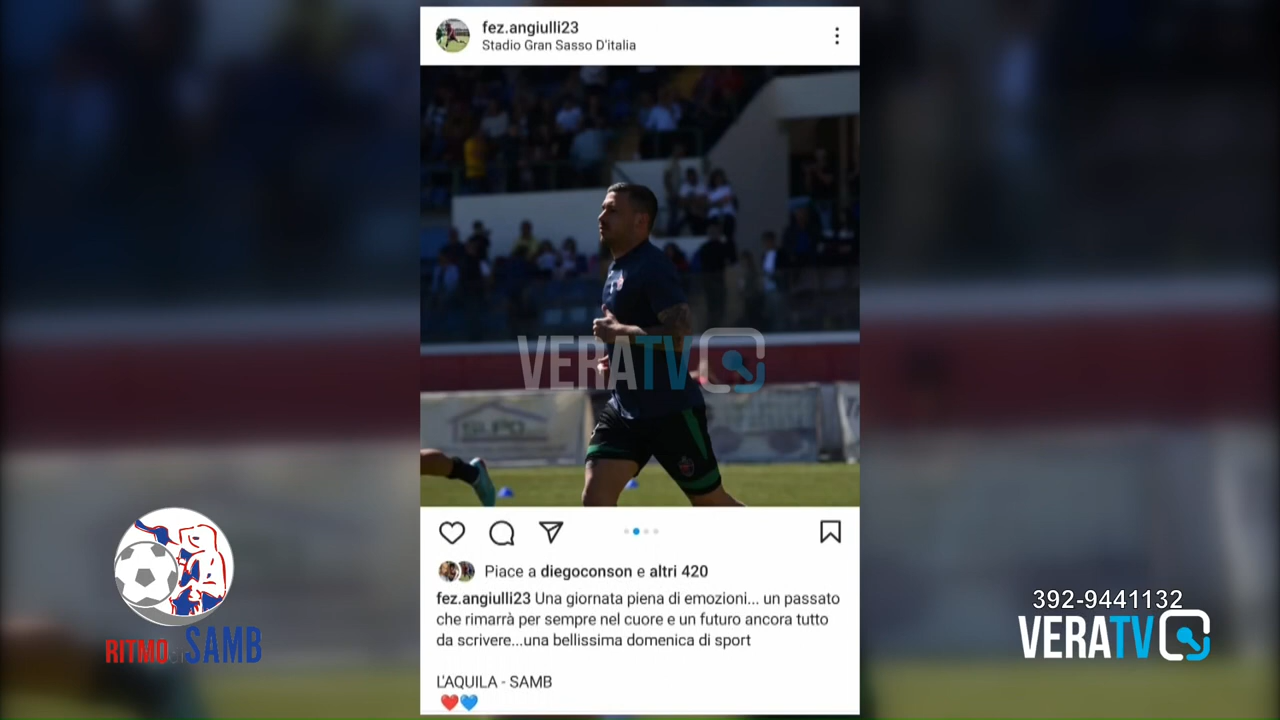 fez.angiulli23
Stadio Gran Sasso D'italia
VERATV
Piace a diegoconson e altri 420
fez.angiulli23 Una giornata piena di emozioni... un passato
che rimarrà per sempre nel cuore e un futuro ancora tutto
da scrivere...una bellissima domenica di sport
L'AQUILA - SAMB
RITMO di SAMB
392-9441132
VERATV